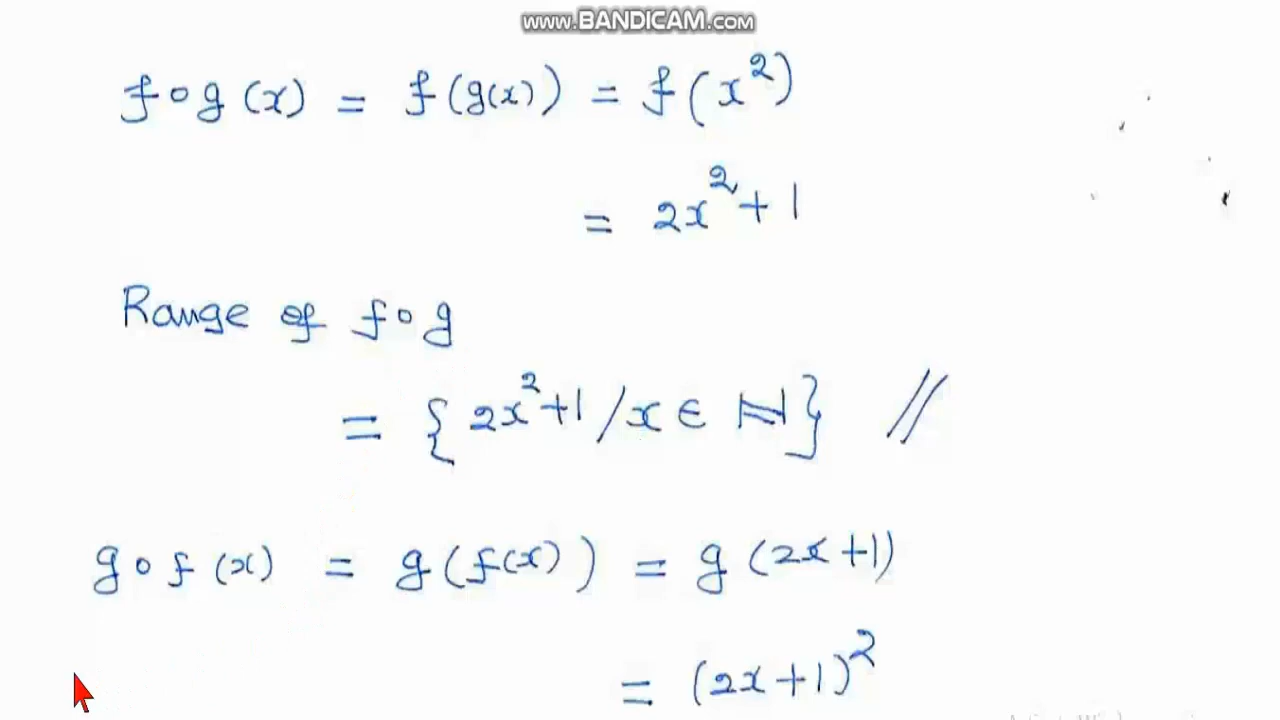 www.BANDICAM.com
f∘g (x) = f(g(x)) = f(x²)
= 2x² + 1
Range of f∘g
= {2x²+1 / x ∈ ℕ} //
g∘f (x) = g(f(x)) = g(2x+1)
= (2x+1)²